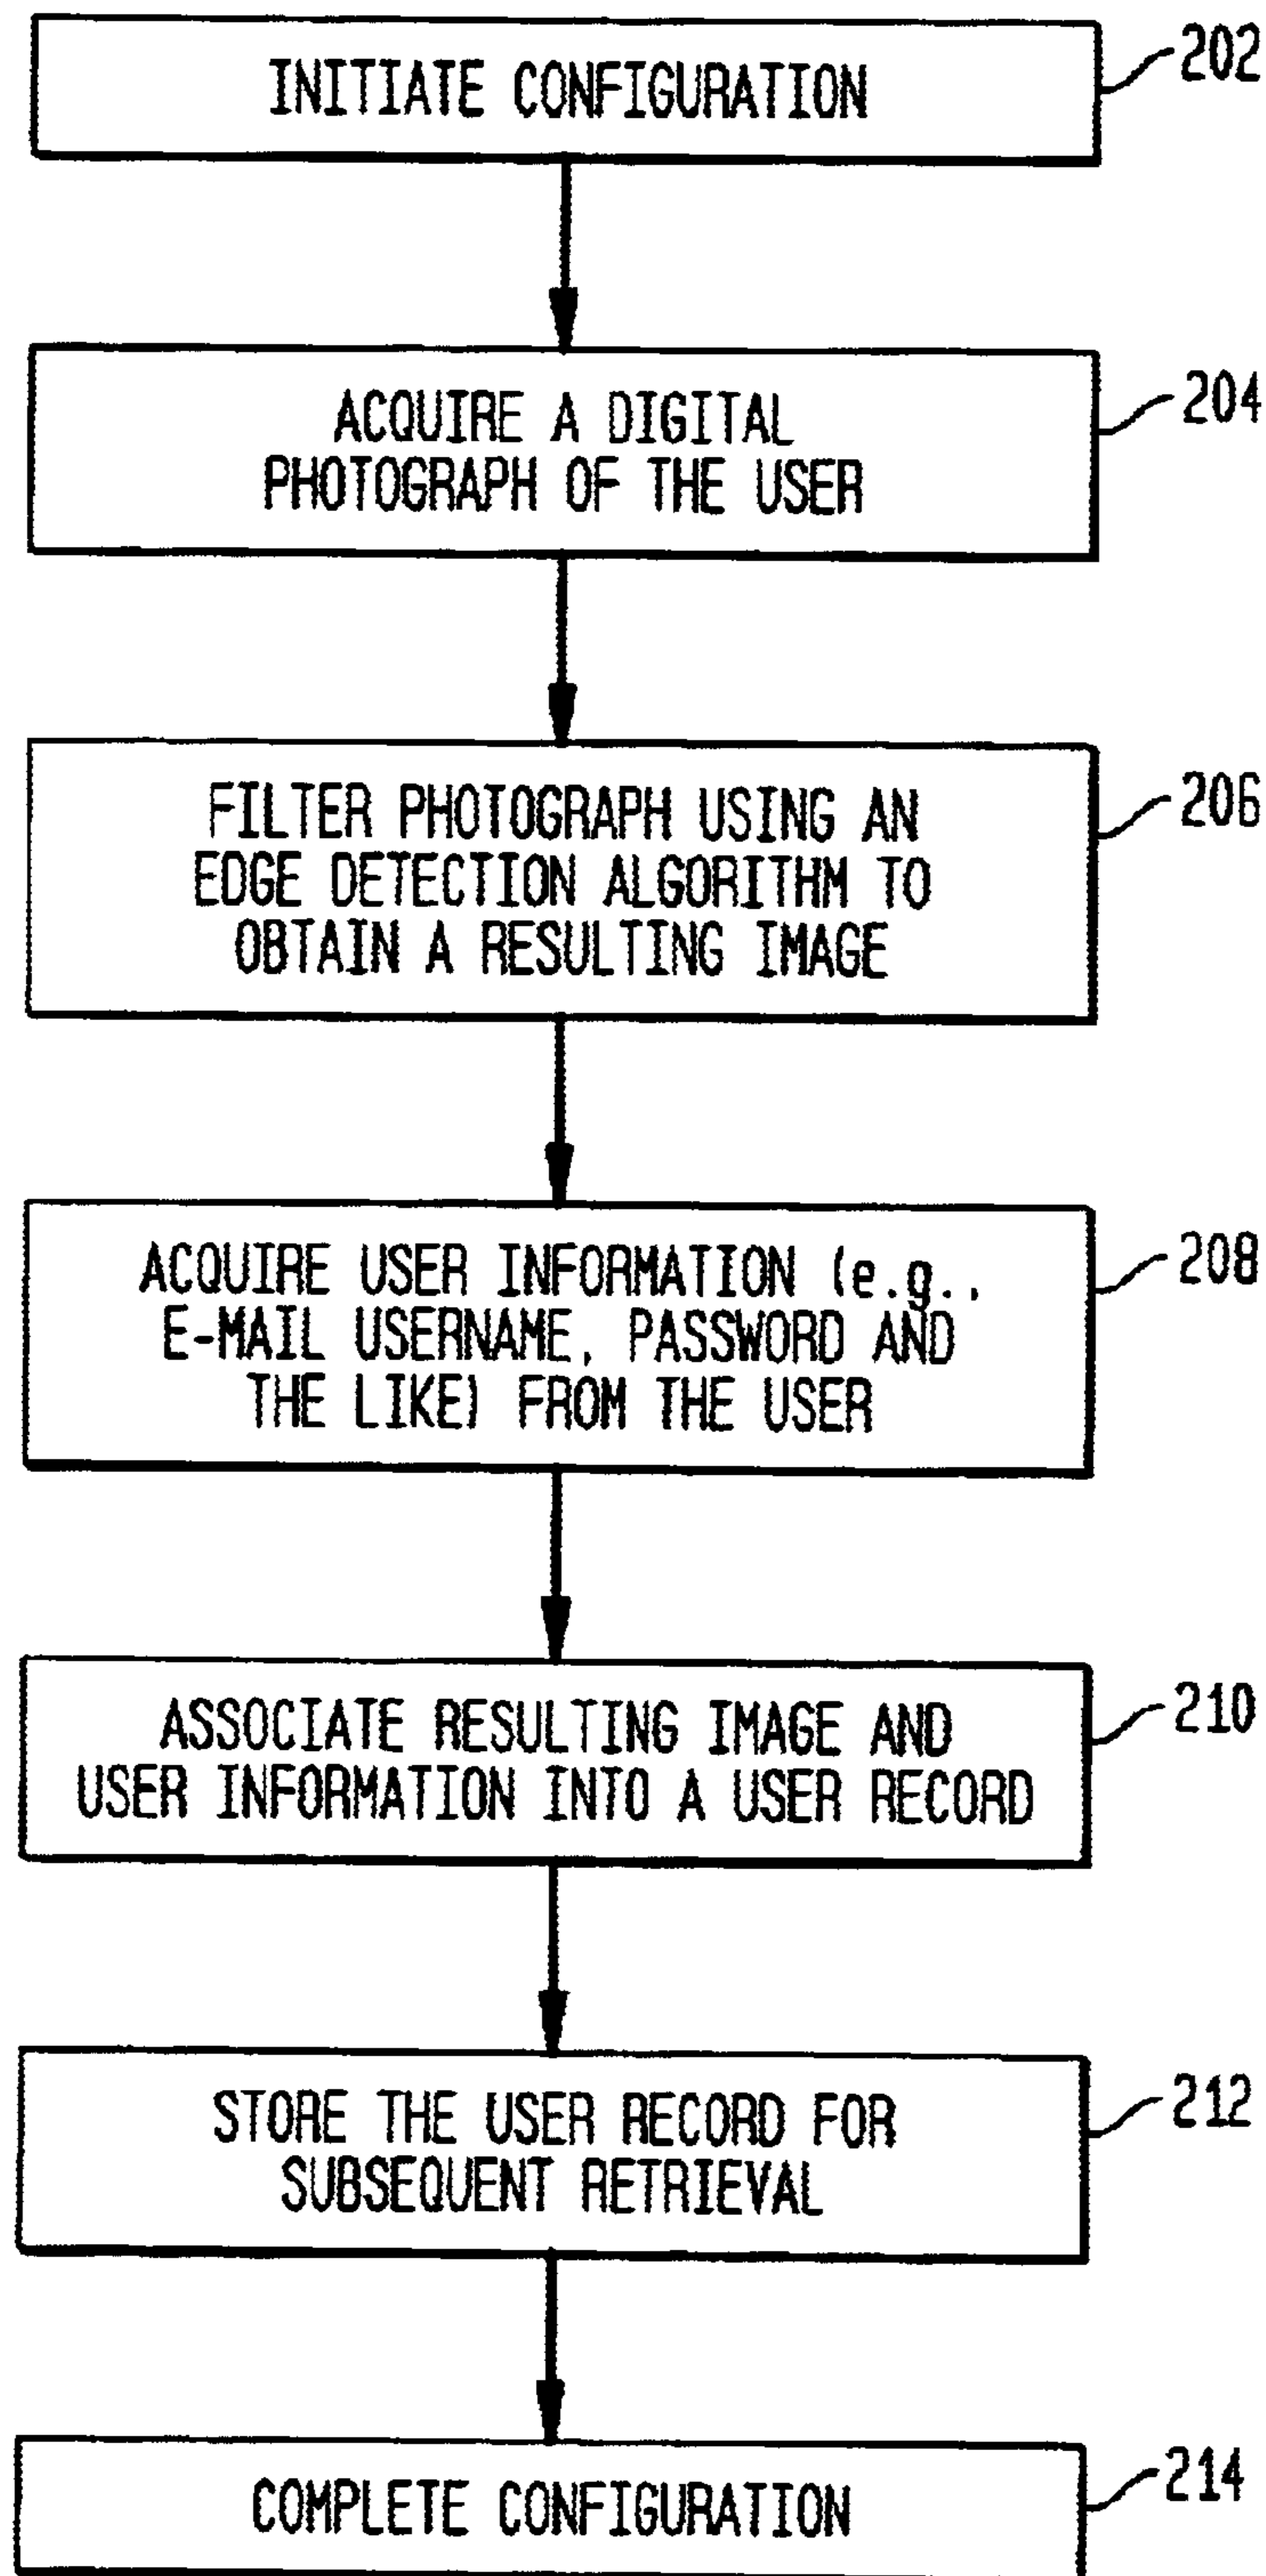 INITIATE CONFIGURATION
202
ACQUIRE A DIGITAL
PHOTOGRAPH OF THE USER
204
FILTER PHOTOGRAPH USING AN
EDGE DETECTION ALGORITHM TO
OBTAIN A RESULTING IMAGE
206
ACQUIRE USER INFORMATION (e.g.,
E-MAIL USERNAME, PASSWORD AND
THE LIKE) FROM THE USER
208
ASSOCIATE RESULTING IMAGE AND
USER INFORMATION INTO A USER RECORD
210
STORE THE USER RECORD FOR
SUBSEQUENT RETRIEVAL
212
COMPLETE CONFIGURATION
214